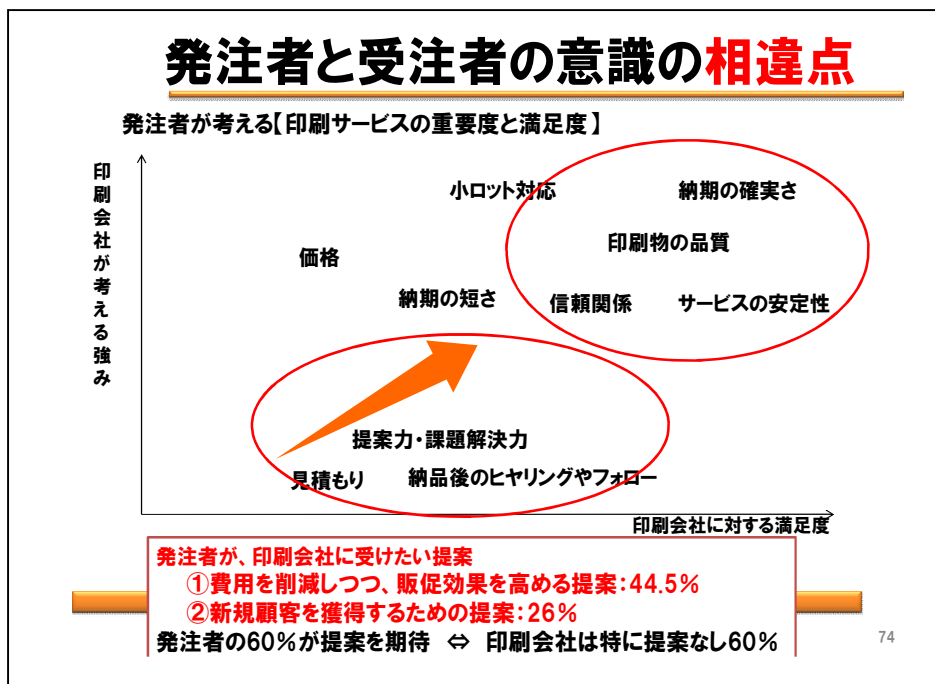 発注者と受注者の意識の相違点
発注者が考える【印刷サービスの重要度と満足度】
印刷会社が考える強み
小ロット対応
納期の確実さ
印刷物の品質
価格
納期の短さ
信頼関係
サービスの安定性
提案力・課題解決力
見積もり
納品後のヒヤリングやフォロー
印刷会社に対する満足度
発注者が、印刷会社に受けたい提案
①費用を削減しつつ、販促効果を高める提案：44.5％
②新規顧客を獲得するための提案：26％
発注者の60％が提案を期待 ⇔ 印刷会社は特に提案なし60％
74